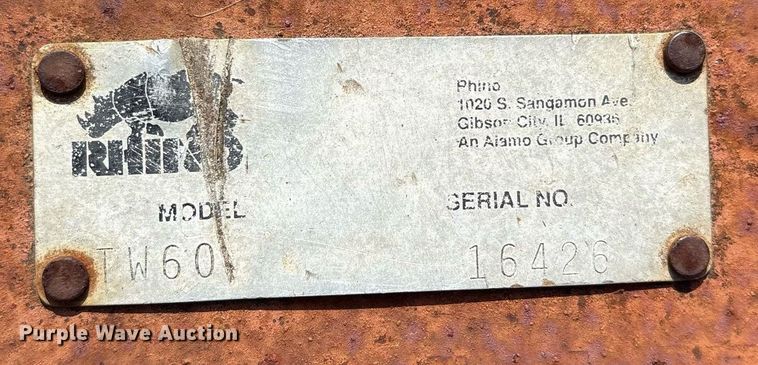 RHINO
Rhino
1020 S. Sangamon Ave.
Gibson City, IL 60936
An Alamo Group Company
MODEL SERIAL NO.
TW60 16426
Purple Wave Auction